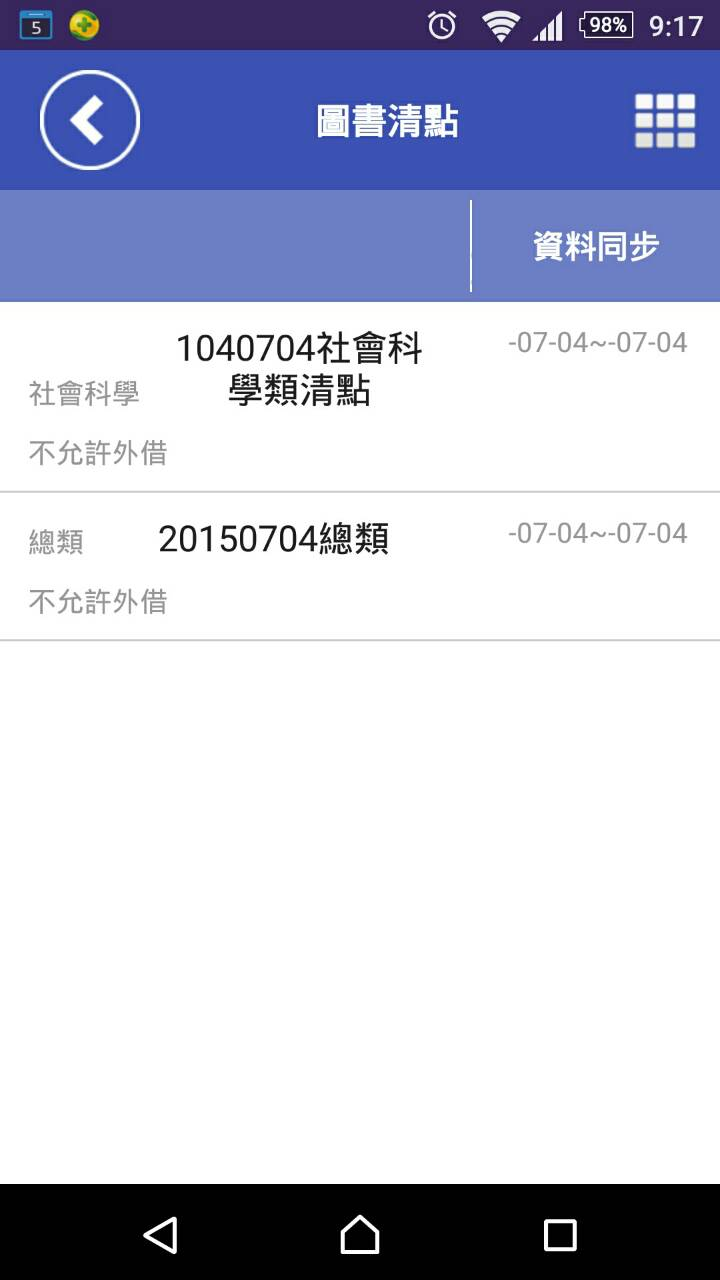 5
98%
9:17
圖書清點
資料同步
1040704社會科
學類清點
-07-04~-07-04
社會科學
不允許外借
總類
20150704總類
-07-04~-07-04
不允許外借